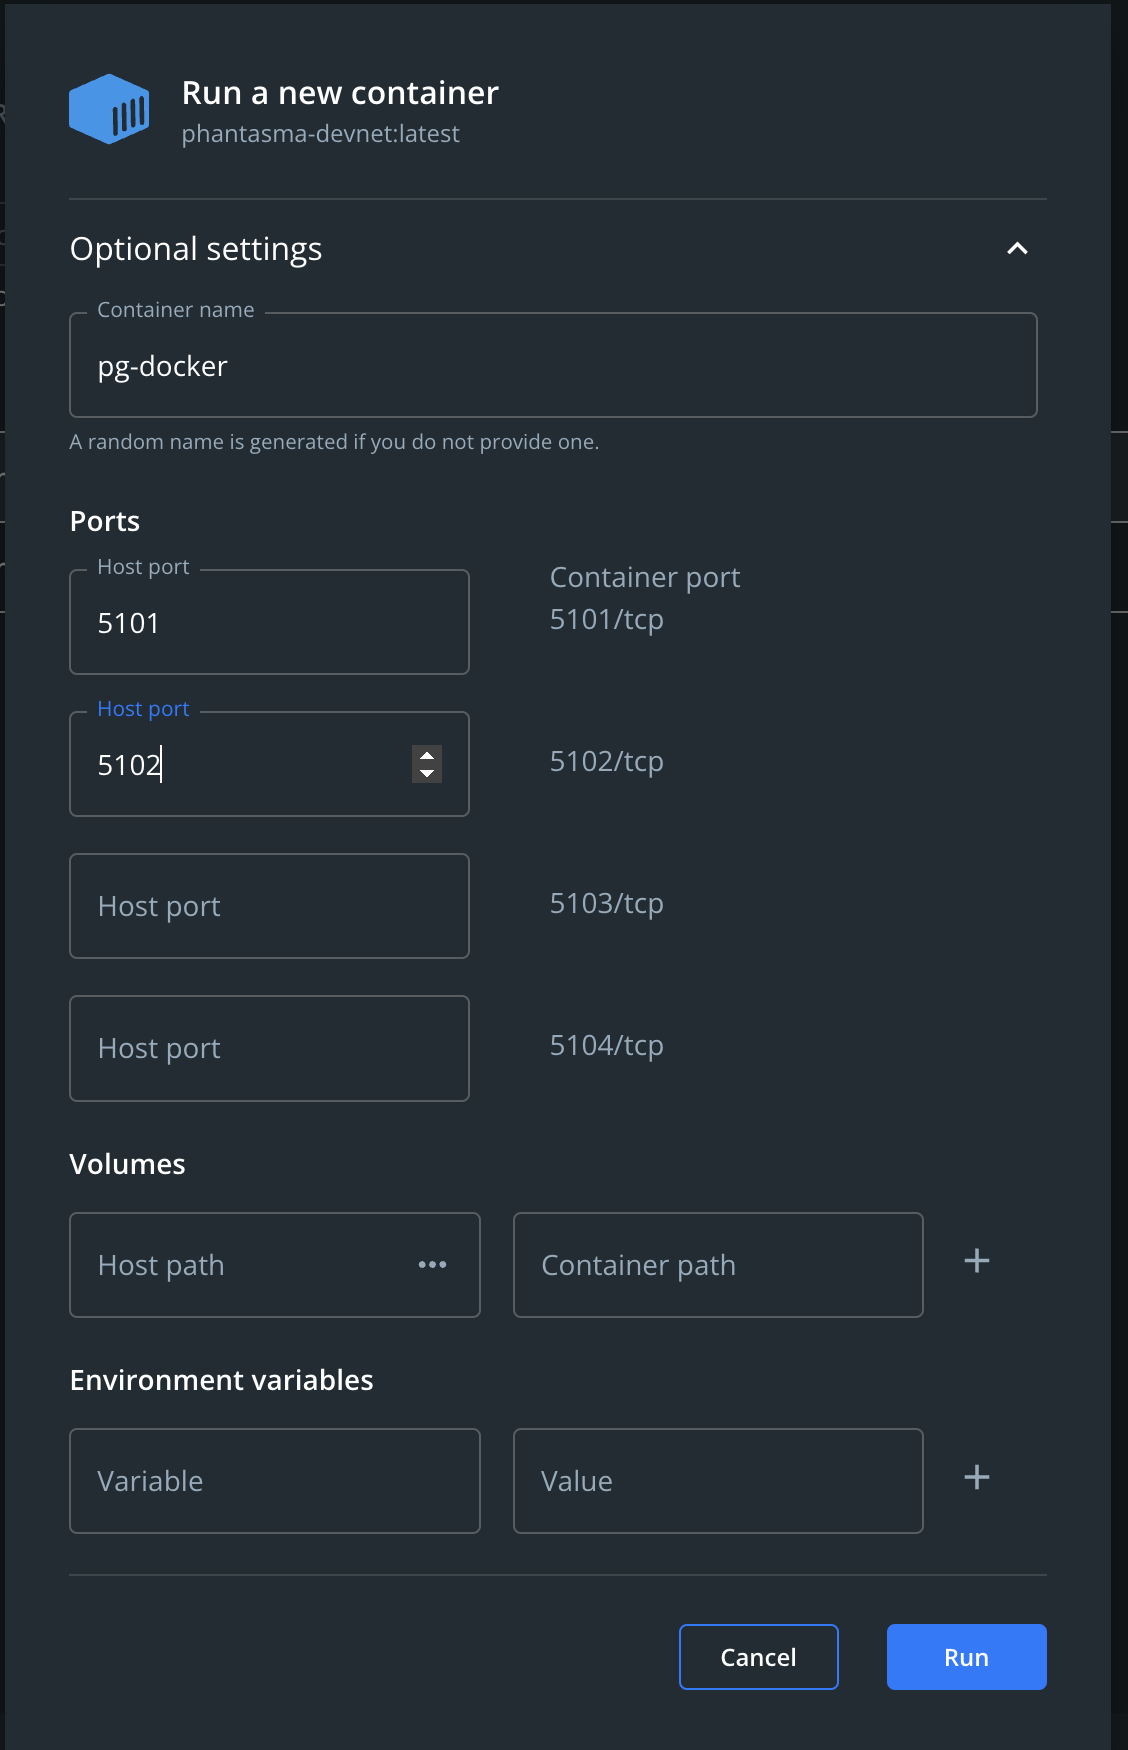 Run a new container
phantasma-devnet:latest
Optional settings
Container name
pg-docker
A random name is generated if you do not provide one.
Ports
Host port
Container port
5101
5101/tcp
Host port
5102
5102/tcp
Host port
5103/tcp
Host port
5104/tcp
Volumes
Host path
Container path
Environment variables
Variable
Value
Cancel
Run